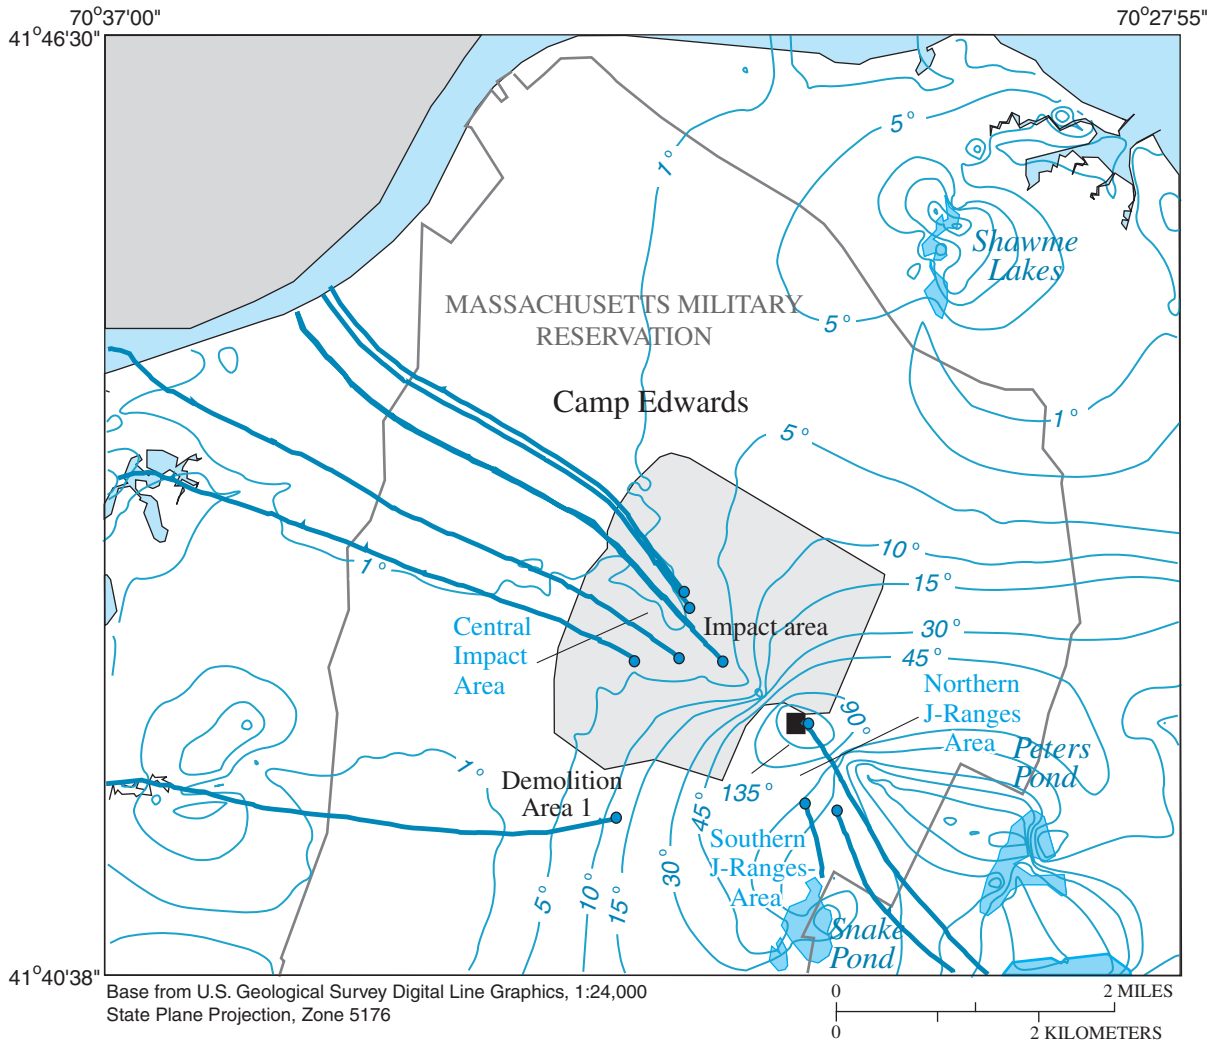 70°37'00"
70°27'55"
41°46'30"
5°
1°
Shawme
Lakes
MASSACHUSETTS MILITARY
RESERVATION
5°
Camp Edwards
1°
5°
10°
1°
15°
Central
Impact
Area
Impact area
30°
45°
Northern
J-Ranges
Area
90°
Peters
Pond
1°
Demolition
Area 1
135°
45°
Southern
J-Ranges-
Area
30°
5°
10°
15°
Snake
Pond
41°40'38"
Base from U.S. Geological Survey Digital Line Graphics, 1:24,000
State Plane Projection, Zone 5176
0
2 MILES
0
2 KILOMETERS